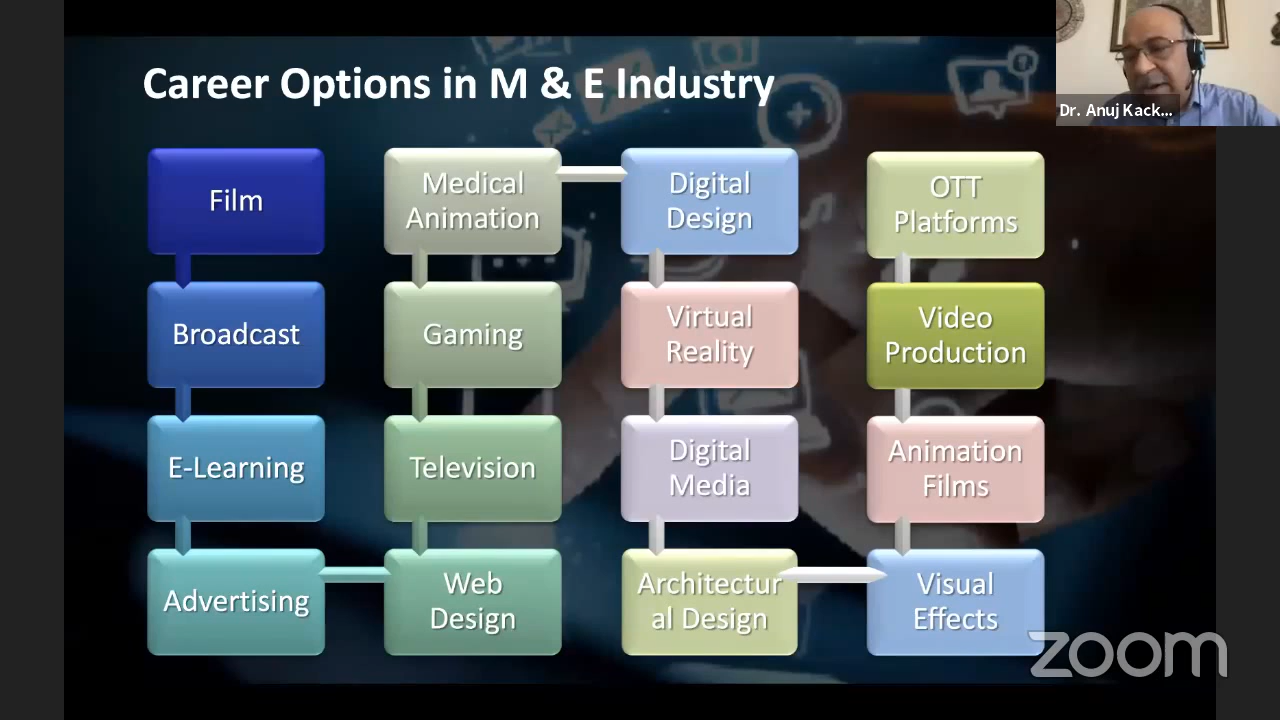 Career Options in M & E Industry
Dr. Anuj Kack...
Film
Broadcast
E-Learning
Advertising
Medical
Animation
Gaming
Television
Web
Design
Digital
Design
Virtual
Reality
Digital
Media
Architectur
al Design
OTT
Platforms
Video
Production
Animation
Films
Visual
Effects
zoom